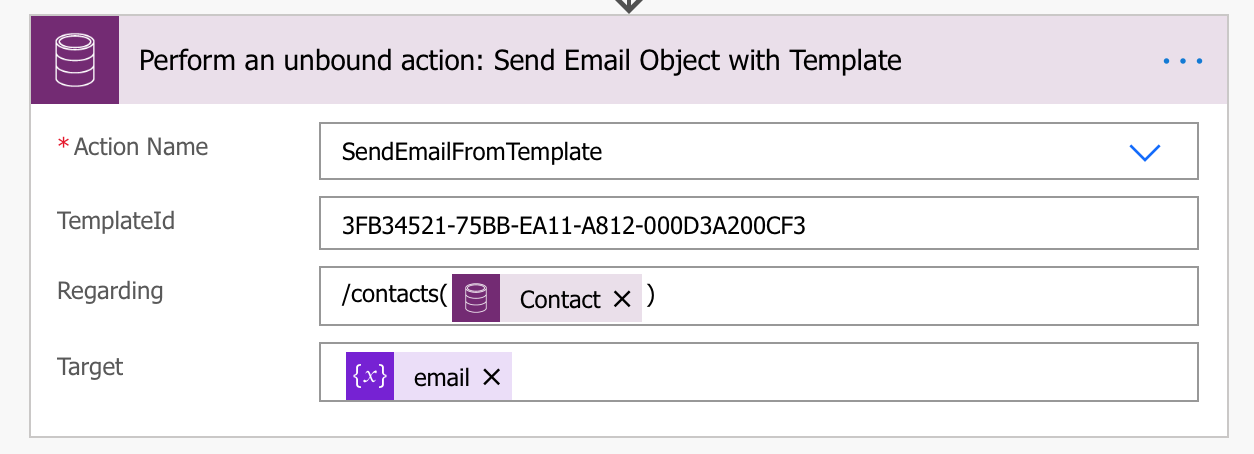 Perform an unbound action: Send Email Object with Template
* Action Name
SendEmailFromTemplate
TemplateId
3FB34521-75BB-EA11-A812-000D3A200CF3
Regarding
/contacts( Contact × )
Target
{x} email ×